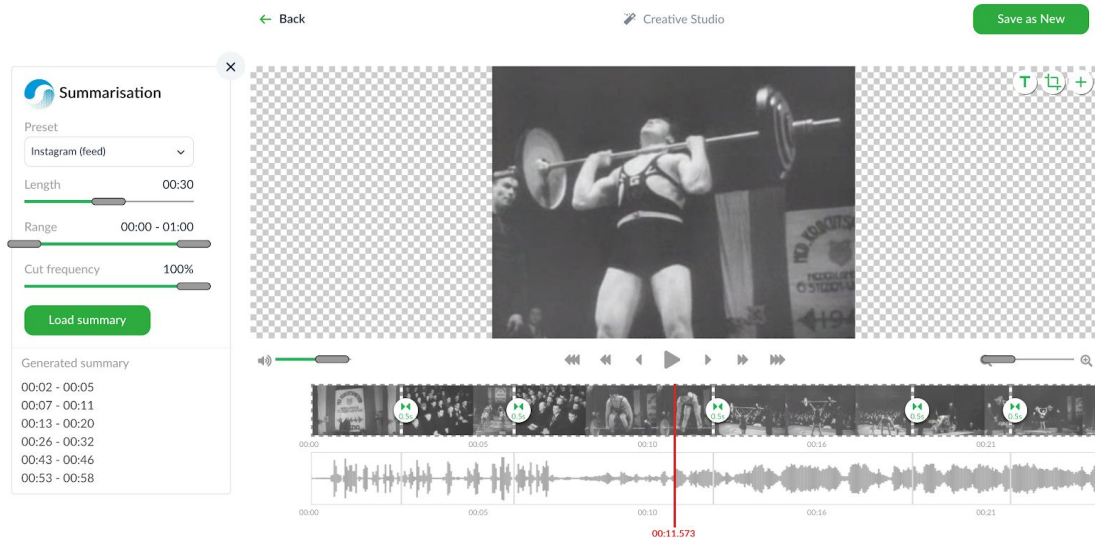 Back
Creative Studio
Save as New
Summarisation
Preset
Instagram (feed)
Length 00:30
Range 00:00 - 01:00
Cut frequency 100%
Load summary
Generated summary
00:02 - 00:05
00:07 - 00:11
00:13 - 00:20
00:26 - 00:32
00:43 - 00:46
00:53 - 00:58
T
0.5s 0.5s 0.5s 0.5s 0.5s
00:00 00:05 00:10 00:16 00:21
00:00 00:05 00:10 00:16 00:21
00:11.573